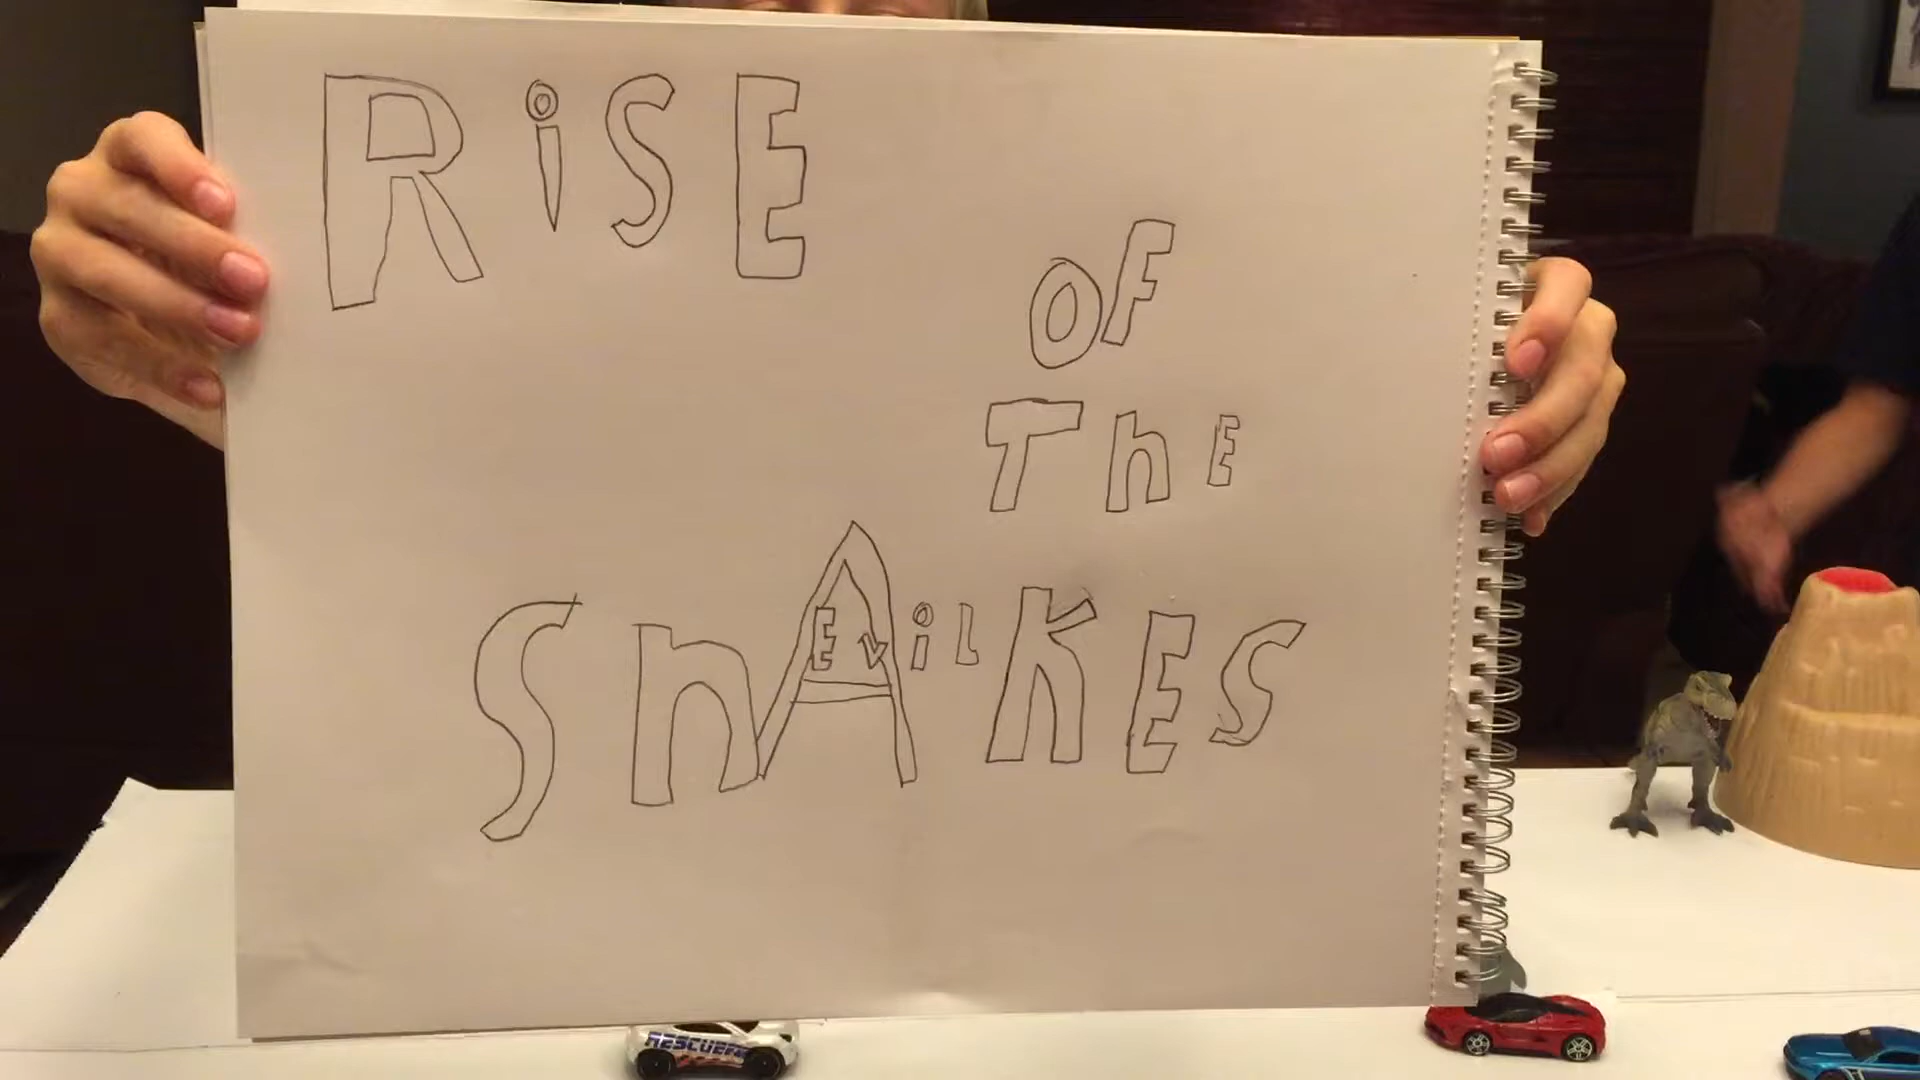 RiSE
OF
ThE
SnAKES
EviL
RESCUE